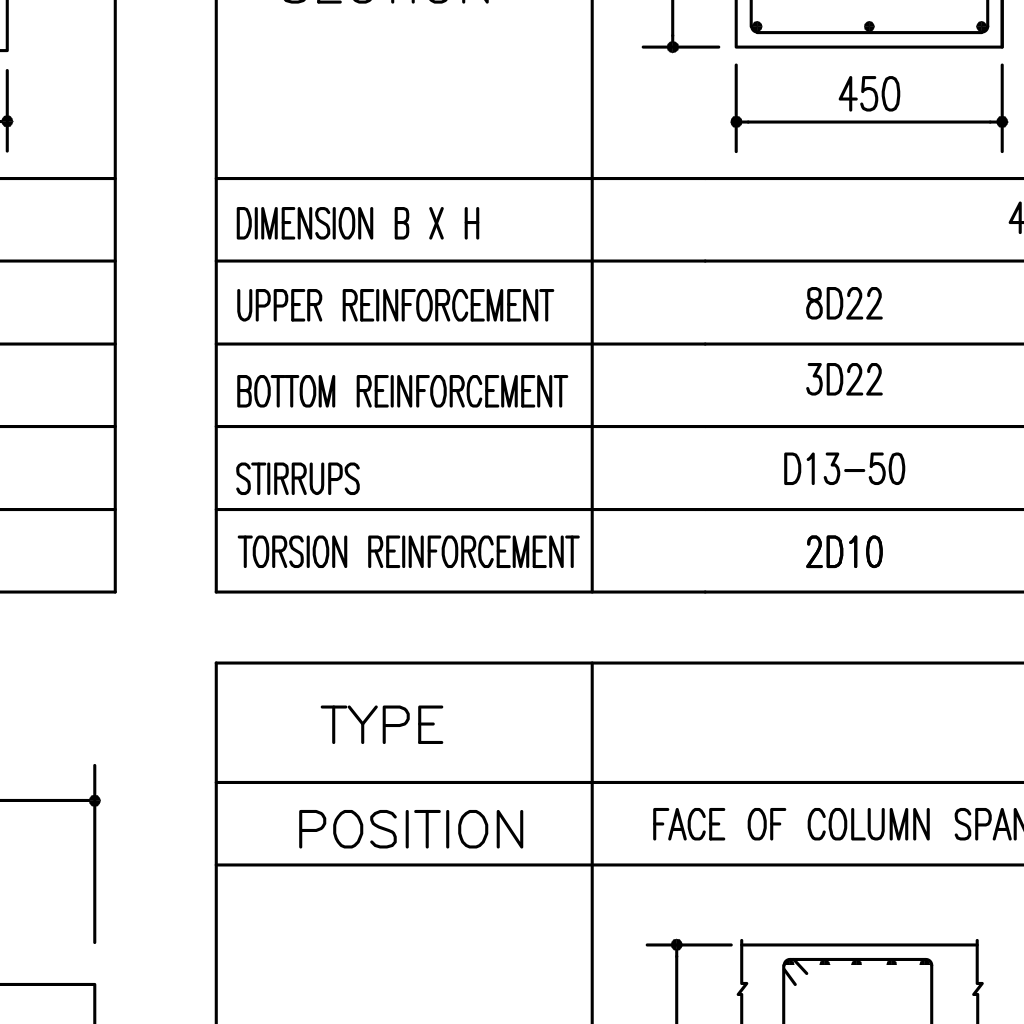 SECTION
450
DIMENSION B X H
UPPER REINFORCEMENT 8D22
BOTTOM REINFORCEMENT 3D22
STIRRUPS D13-50
TORSION REINFORCEMENT 2D10
TYPE
POSITION FACE OF COLUMN SPAN